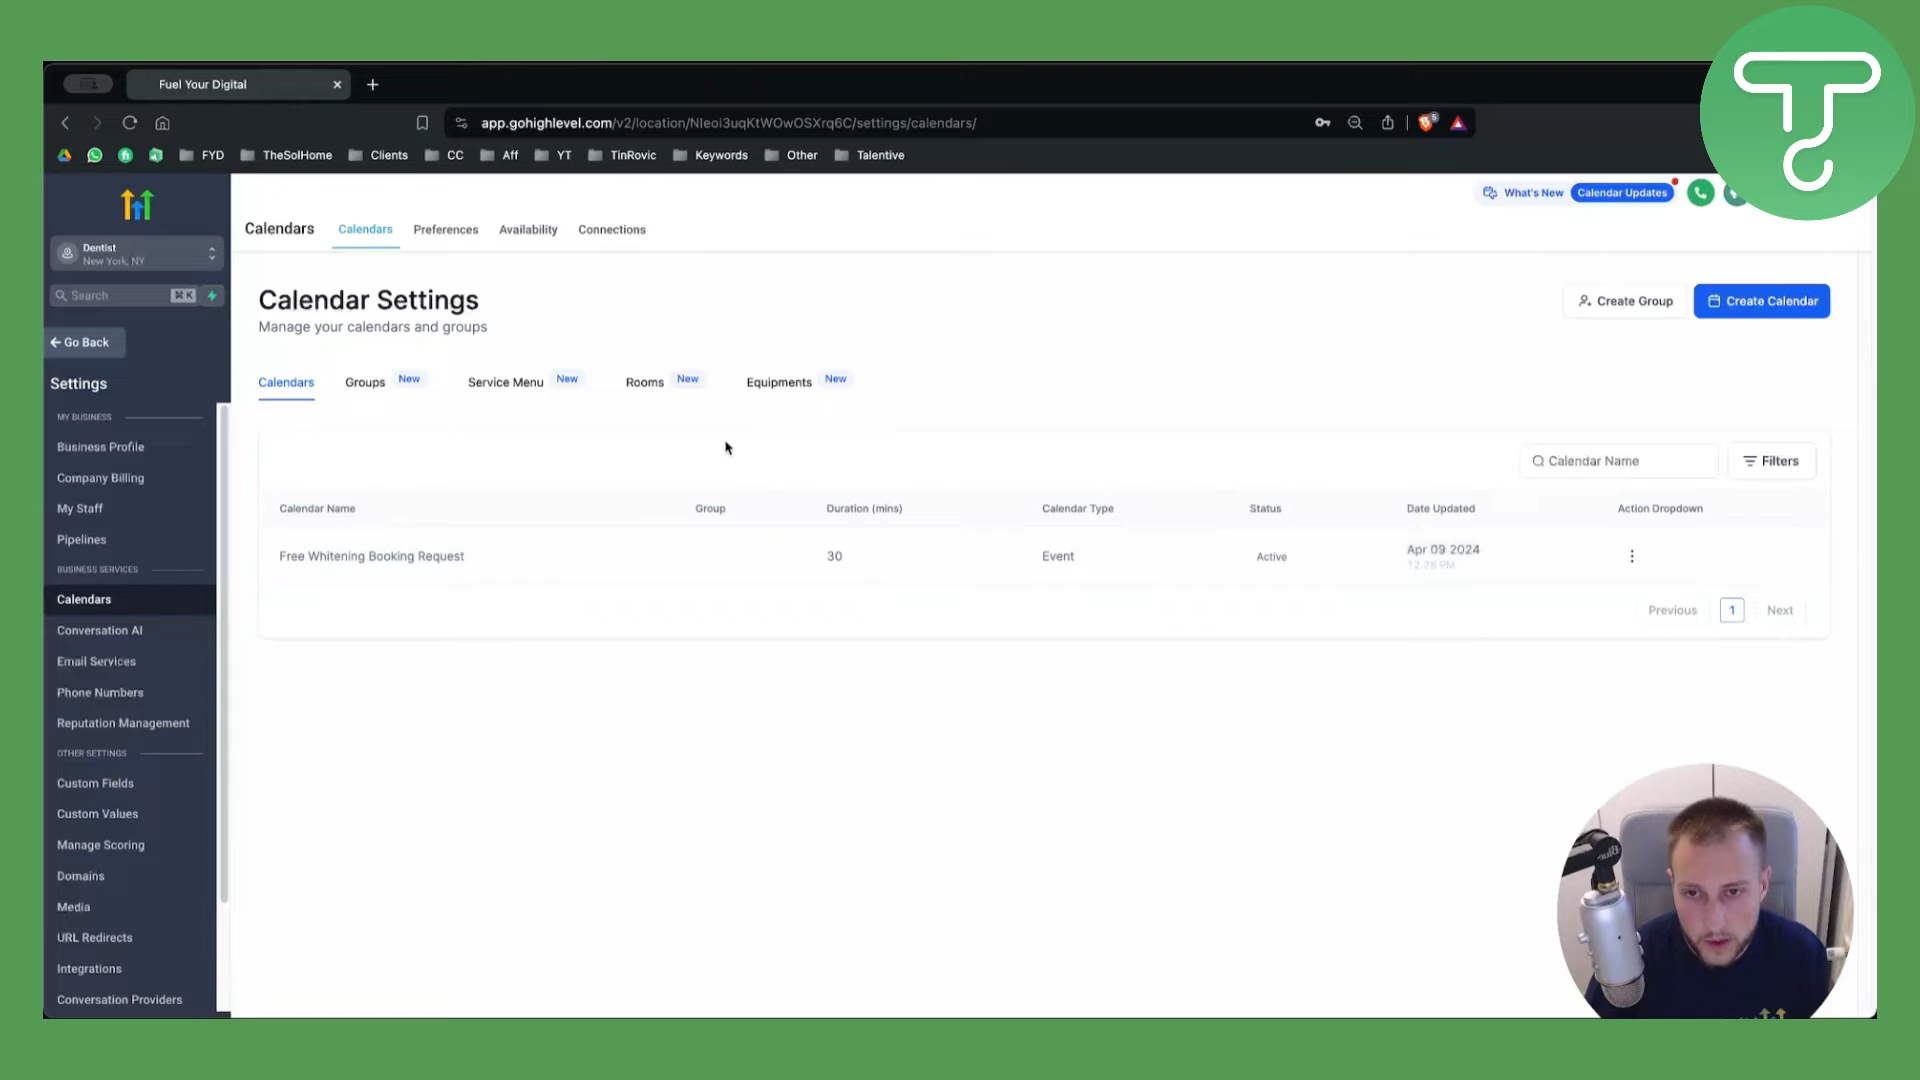 Fuel Your Digital
app.gohighlevel.com/v2/location/NIeoi3uqKtWOwOSXrq6C/settings/calendars/
FYD TheSolHome Clients CC Aff YT TinRovic Keywords Other Talentive
What's New Calendar Updates
Calendars Calendars Preferences Availability Connections
Dentist
New York, NY
Search ⌘K
Go Back
Settings
MY BUSINESS
Business Profile
Company Billing
My Staff
Pipelines
BUSINESS SERVICES
Calendars
Conversation AI
Email Services
Phone Numbers
Reputation Management
OTHER SETTINGS
Custom Fields
Custom Values
Manage Scoring
Domains
Media
URL Redirects
Integrations
Conversation Providers
Calendar Settings
Manage your calendars and groups
Create Group Create Calendar
Calendars Groups New Service Menu New Rooms New Equipments New
Calendar Name Filters
Calendar Name Group Duration (mins) Calendar Type Status Date Updated Action Dropdown
Free Whitening Booking Request 30 Event Active Apr 09 2024
12:28 PM
Previous 1 Next